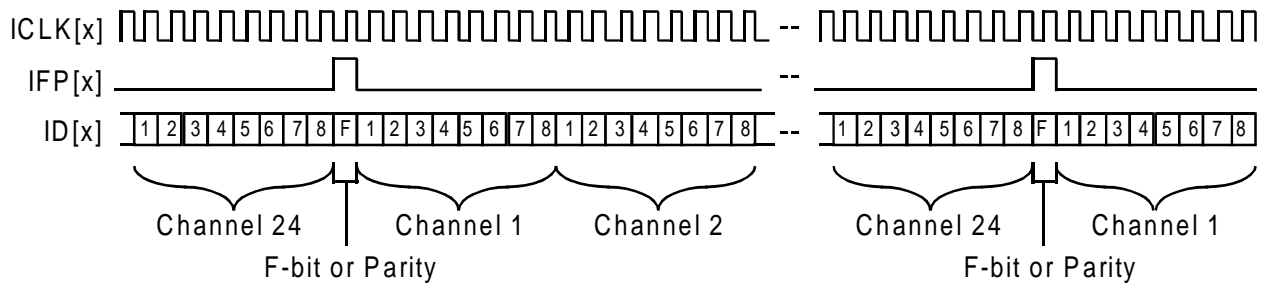 ICLK[x] -- 
IFP[x] --
ID[x] 1 2 3 4 5 6 7 8 F 1 2 3 4 5 6 7 8 1 2 3 4 5 6 7 8 -- 1 2 3 4 5 6 7 8 F 1 2 3 4 5 6 7 8
Channel 24 Channel 1 Channel 2 Channel 24 Channel 1
F-bit or Parity F-bit or Parity